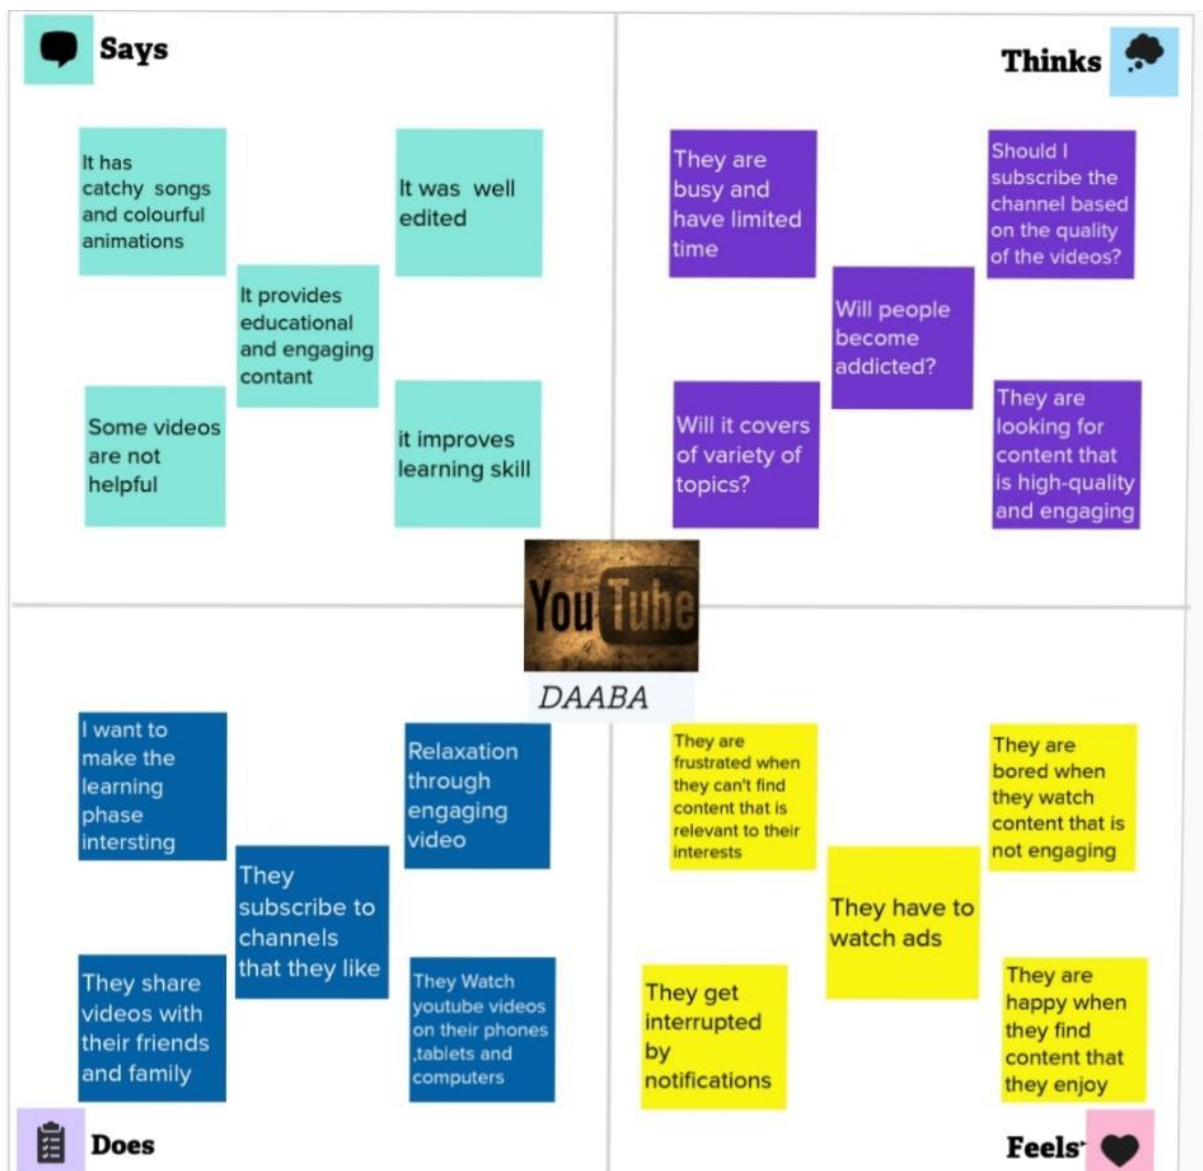 Says
It has
catchy songs
and colourful
animations
It was well
edited
It provides
educational
and engaging
contant
Some videos
are not
helpful
it improves
learning skill
Thinks
They are
busy and
have limited
time
Should I
subscribe the
channel based
on the quality
of the videos?
Will people
become
addicted?
Will it covers
of variety of
topics?
They are
looking for
content that
is high-quality
and engaging
YouTube
DAABA
I want to
make the
learning
phase
intersting
Relaxation
through
engaging
video
They
subscribe to
channels
that they like
They share
videos with
their friends
and family
They Watch
youtube videos
on their phones
,tablets and
computers
Does
They are
frustrated when
they can't find
content that is
relevant to their
interests
They are
bored when
they watch
content that is
not engaging
They have to
watch ads
They get
interrupted
by
notifications
They are
happy when
they find
content that
they enjoy
Feels